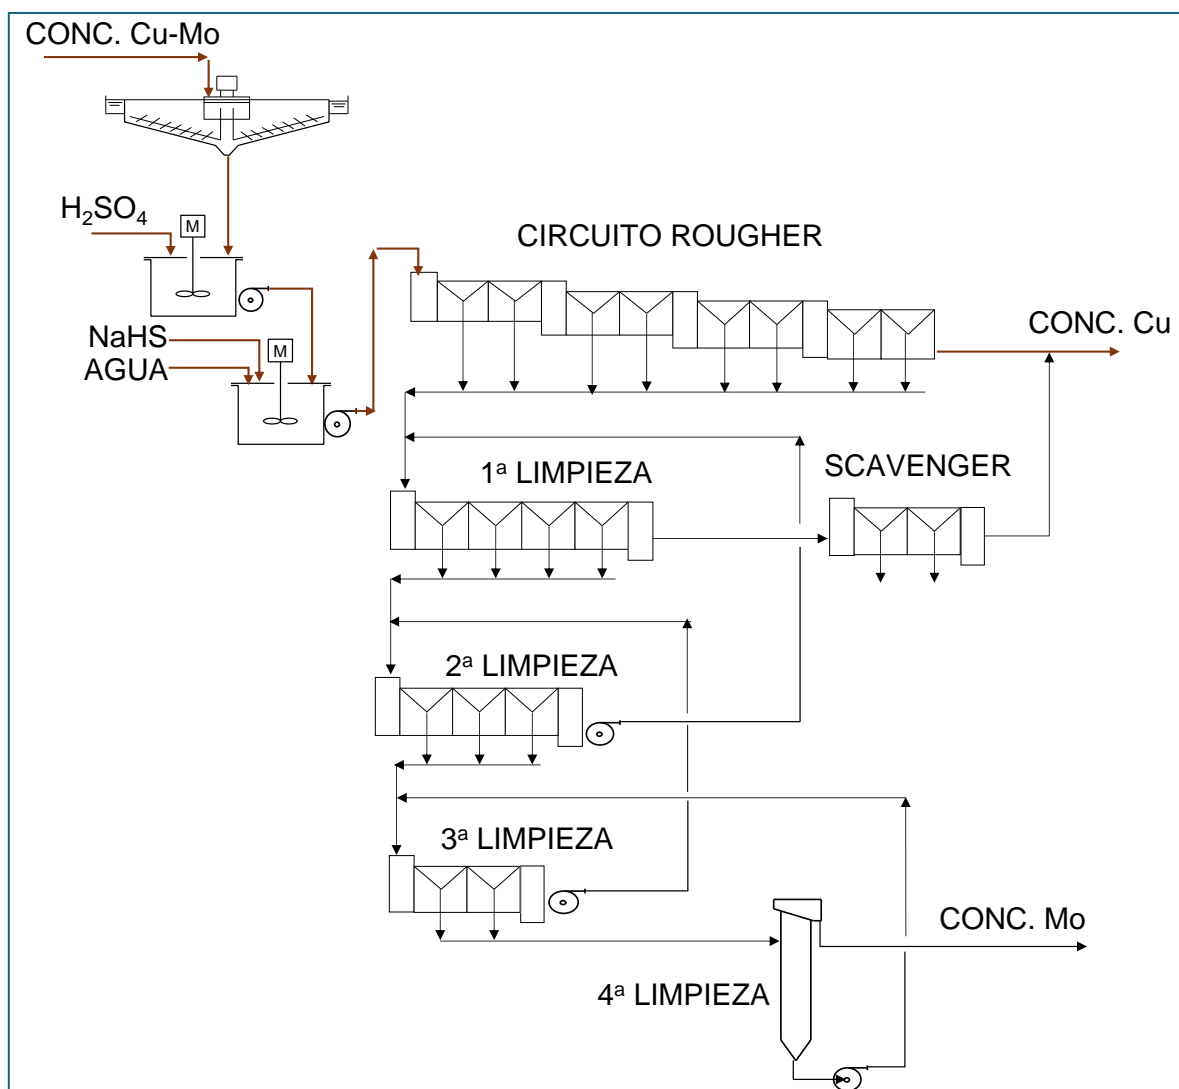 CONC. Cu-Mo
H₂SO₄
M
CIRCUITO ROUGHER
CONC. Cu
NaHS
M
AGUA
1ª LIMPIEZA
SCAVENGER
2ª LIMPIEZA
3ª LIMPIEZA
CONC. Mo
4ª LIMPIEZA